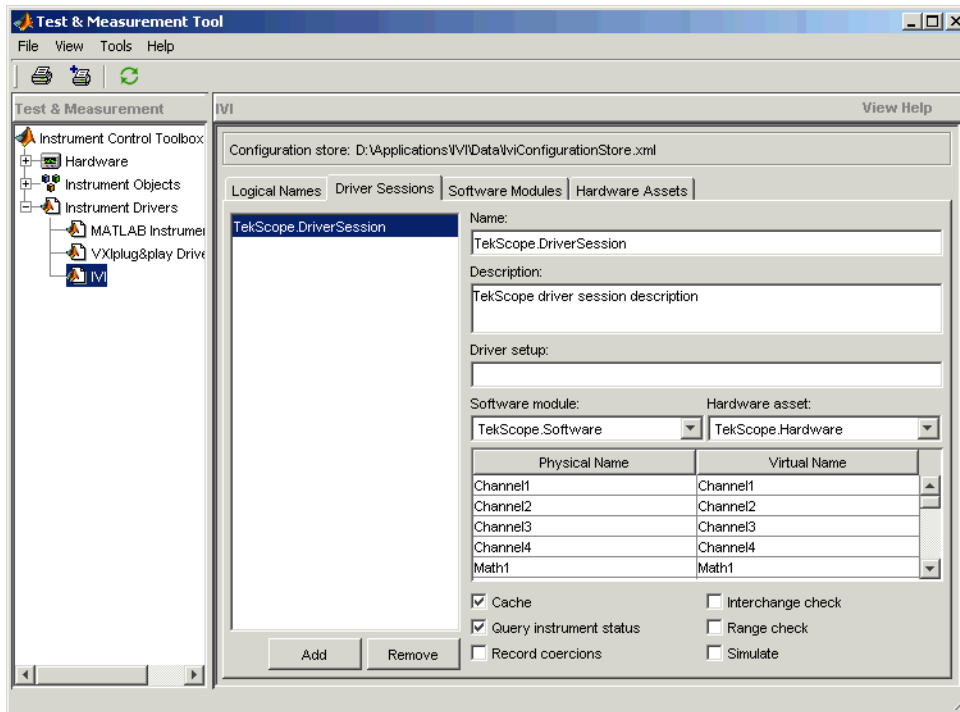 Test & Measurement Tool
File View Tools Help
Test & Measurement
IVI
View Help
Instrument Control Toolbox
Hardware
Instrument Objects
Instrument Drivers
MATLAB Instrumen
VXIplug&play Drive
IVI
Configuration store: D:\Applications\IVI\Data\IviConfigurationStore.xml
Logical Names Driver Sessions Software Modules Hardware Assets
TekScope.DriverSession
Name:
TekScope.DriverSession
Description:
TekScope driver session description
Driver setup:
Software module: Hardware asset:
TekScope.Software TekScope.Hardware
Physical Name Virtual Name
Channel1 Channel1
Channel2 Channel2
Channel3 Channel3
Channel4 Channel4
Math1 Math1
Cache Interchange check
Query instrument status Range check
Record coercions Simulate
Add Remove